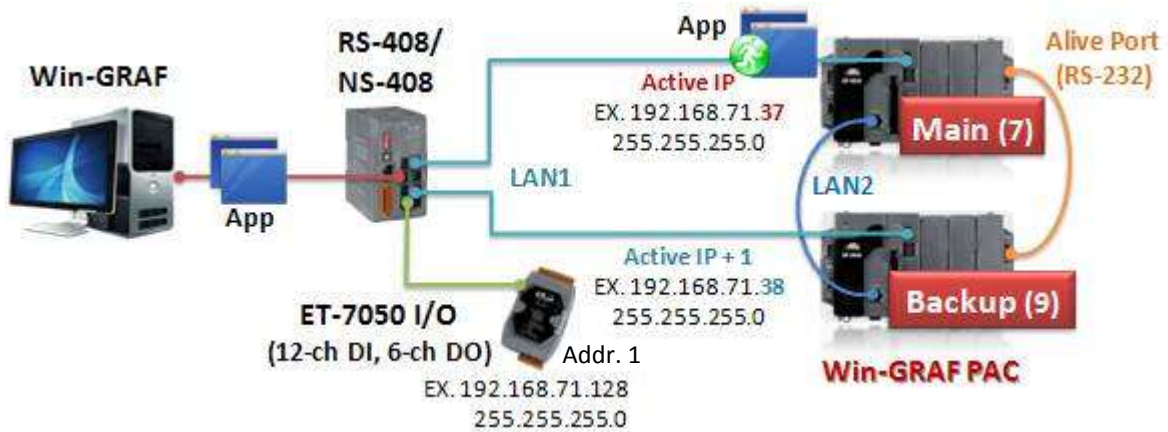 Win-GRAF
App
RS-408/
NS-408
App
Active IP
EX. 192.168.71.37
255.255.255.0
Main (7)
Alive Port
(RS-232)
LAN1
LAN2
Active IP + 1
EX. 192.168.71.38
255.255.255.0
Backup (9)
Win-GRAF PAC
ET-7050 I/O
(12-ch DI, 6-ch DO)
Addr. 1
EX. 192.168.71.128
255.255.255.0